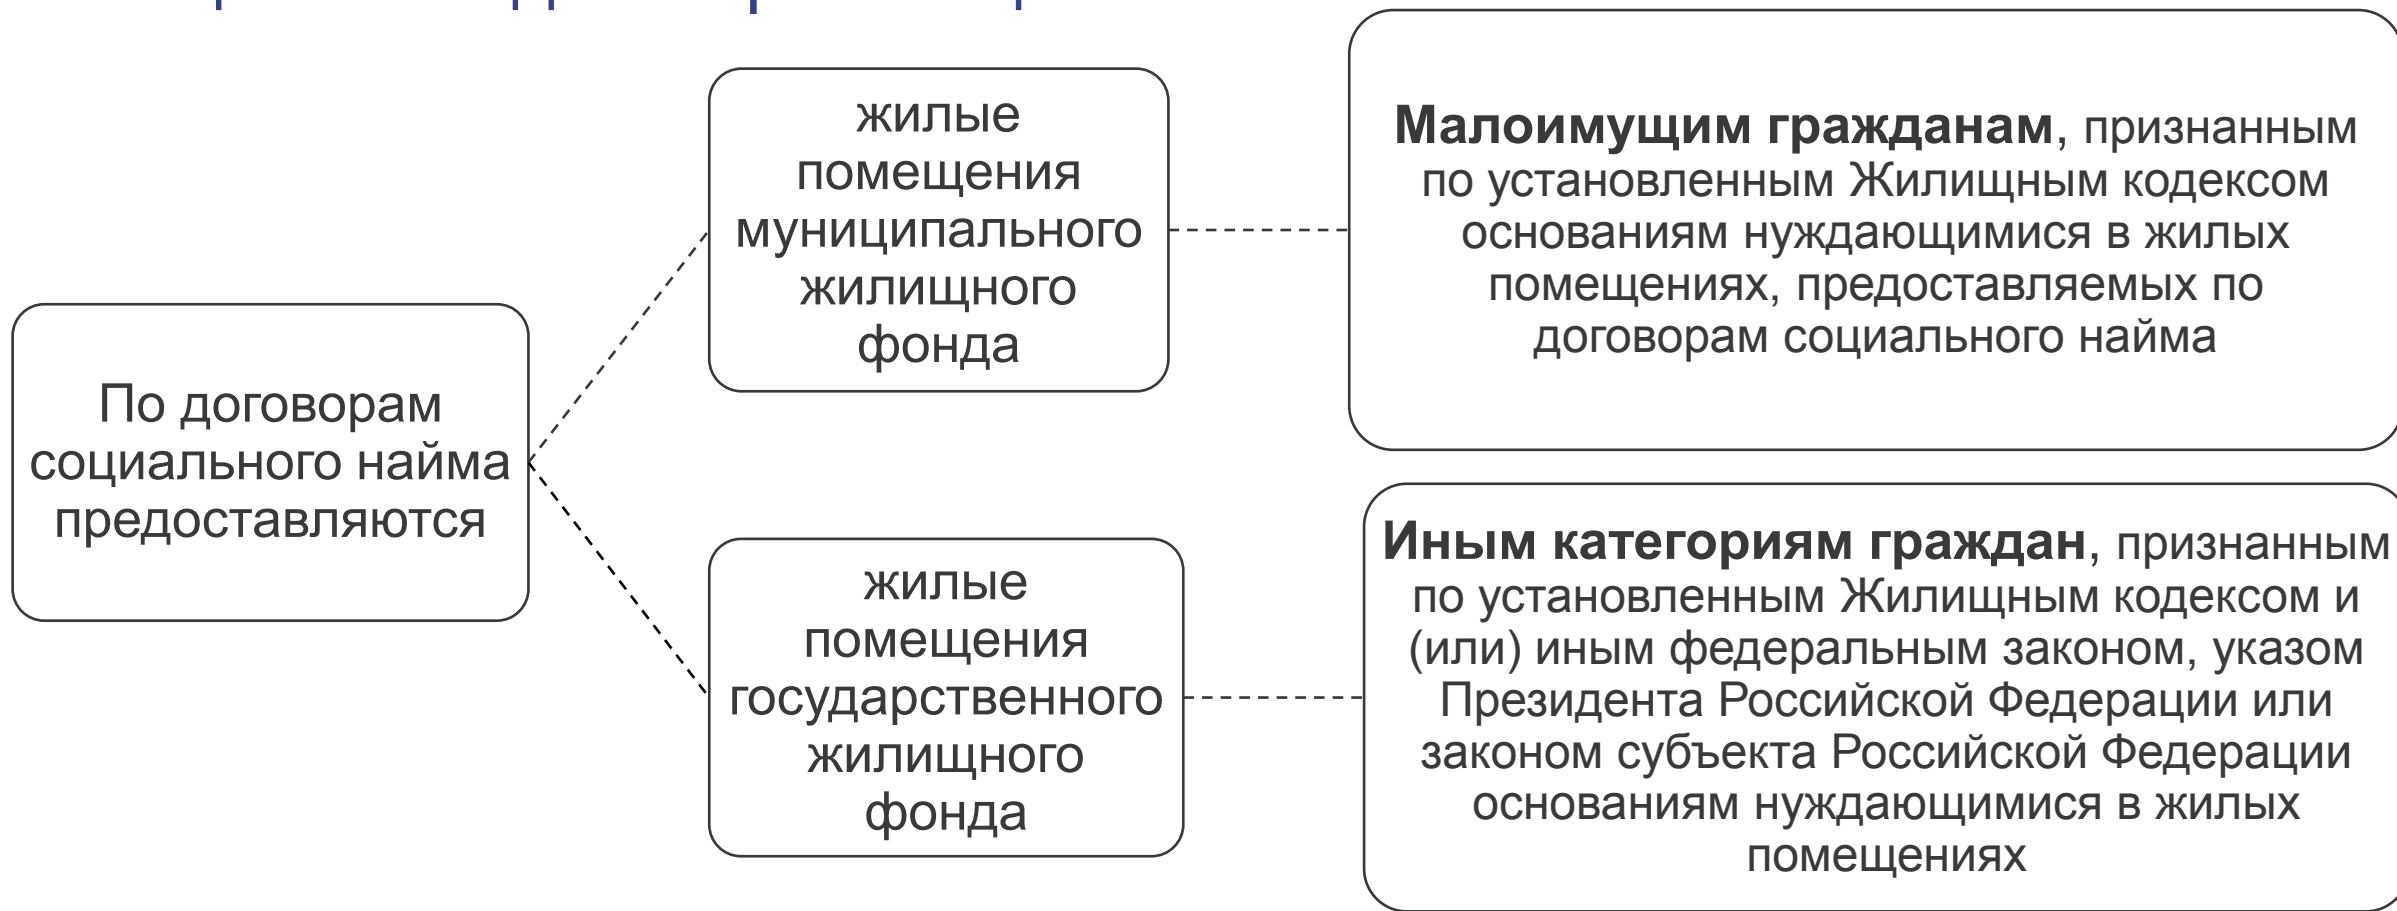 По договорам
социального найма
предоставляются
жилые
помещения
муниципального
жилищного
фонда
Малоимущим гражданам, признанным
по установленным Жилищным кодексом
основаниям нуждающимися в жилых
помещениях, предоставляемых по
договорам социального найма
жилые
помещения
государственного
жилищного
фонда
Иным категориям граждан, признанным
по установленным Жилищным кодексом и
(или) иным федеральным законом, указом
Президента Российской Федерации или
законом субъекта Российской Федерации
основаниям нуждающимися в жилых
помещениях